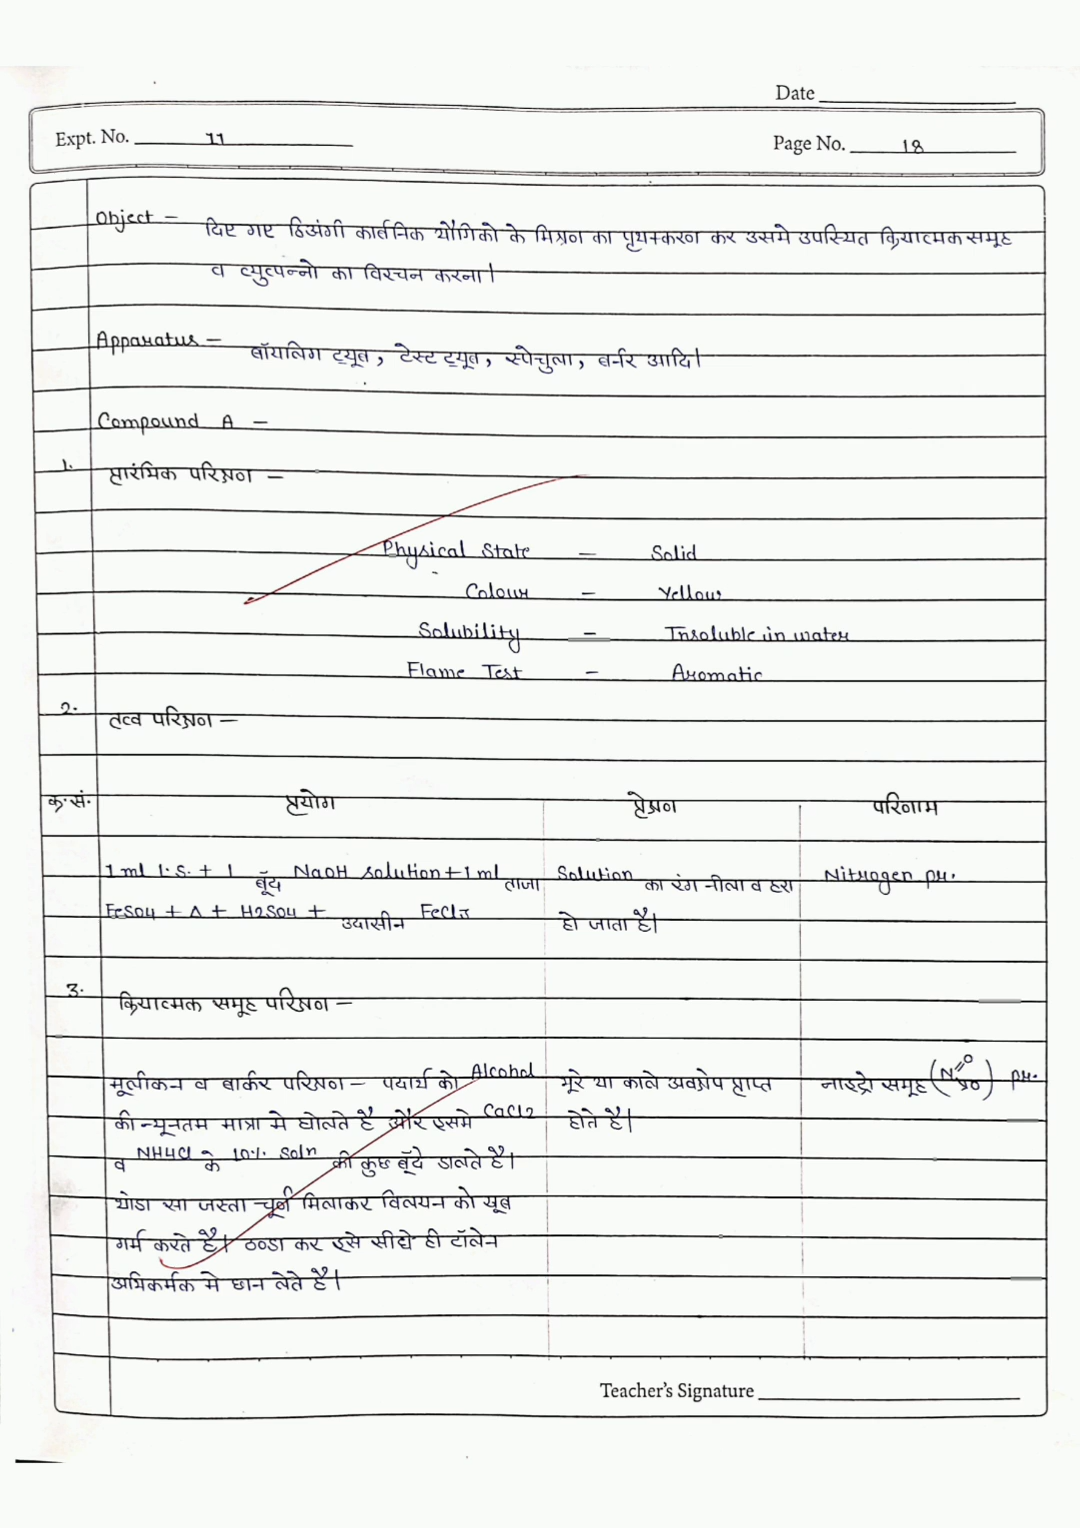 Date
Expt. No. 11
Page No. 18
Object - दिए गए द्विअंगी कार्बनिक यौगिको के मिश्रण का पृथक्करण कर उसमे उपस्थित क्रियात्मक समूह
व व्युत्पन्नो का विरचन करना।
Apparatus - बॉयलिंग ट्यूब, टेस्ट ट्यूब, स्पेचुला, बर्नर आदि।
Compound A -
1. प्रारंभिक परिक्षण -
Physical State - Solid
Colour - Yellow
Solubility - Insoluble in water
Flame Test - Aromatic
2. तत्व परिक्षण -
क्र.सं. प्रयोग प्रेक्षण परिणाम
1 ml l.s. + 1 बूँद NaOH solution + 1 ml ताजा Solution का रंग नीला व हरा Nitrogen pr.
FeSO4 + Δ + H2SO4 + उदासीन FeCl3 हो जाता है।
3. क्रियात्मक समूह परिक्षण -
मूलीकन व बार्कर परिक्षण - पदार्थ को Alcohol भूरे या काले अवक्षेप प्राप्त नाइट्रो समूह (N=O→O) pr.
की न्यूनतम मात्रा मे घोलते है और इसमे CaCl2 होते है।
व NH4Cl के 10% soln की कुछ बूँदे डालते है।
थोडा सा जस्ता चूर्ण मिलाकर विलयन को खूब
गर्म करते है। ठण्डा कर इसे सीधे ही टॉलेन
अभिकर्मक मे छान लेते है।
Teacher's Signature